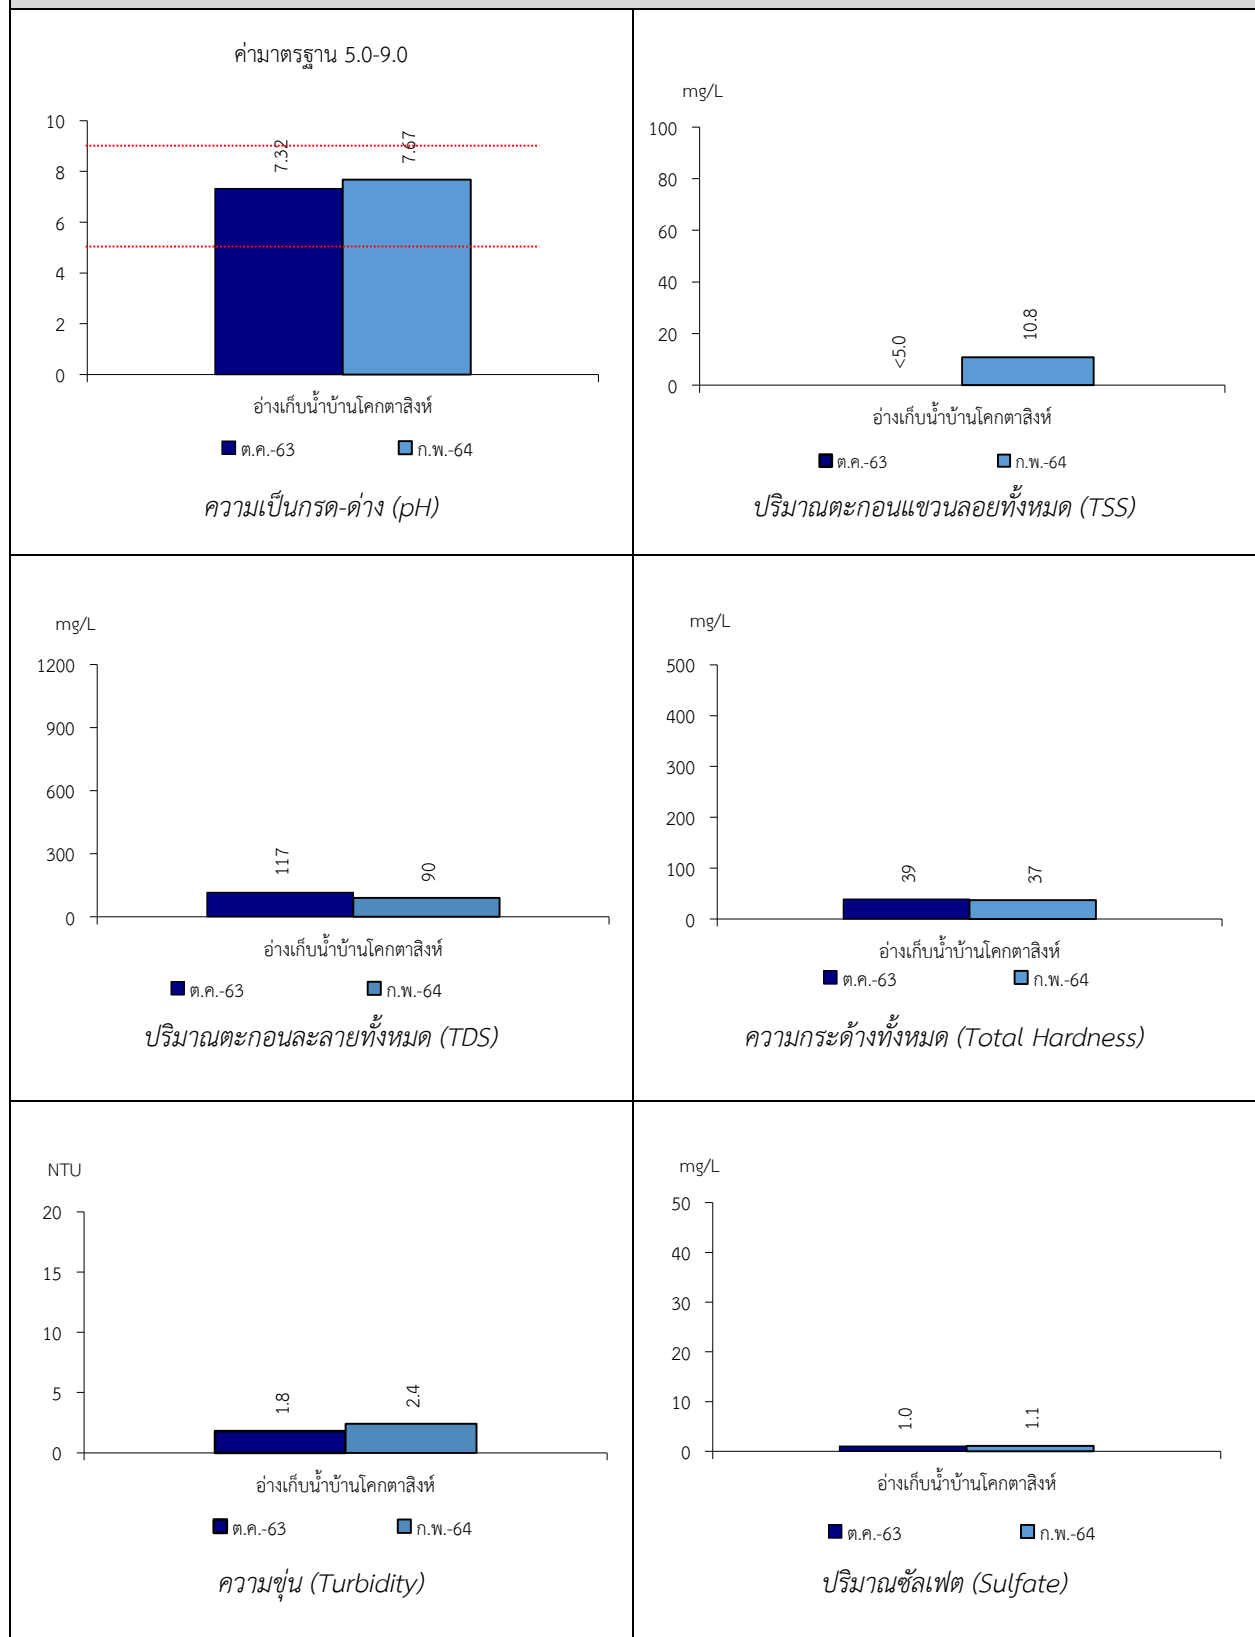 ค่ามาตรฐาน 5.0-9.0
10
8
6
4
2
0
7.32
7.67
อ่างเก็บน้ำบ้านโคกตาสิงห์
ต.ค.-63 ก.พ.-64
ความเป็นกรด-ด่าง (pH)
mg/L
100
80
60
40
20
0
<5.0
10.8
อ่างเก็บน้ำบ้านโคกตาสิงห์
ต.ค.-63 ก.พ.-64
ปริมาณตะกอนแขวนลอยทั้งหมด (TSS)
mg/L
1200
900
600
300
0
117
90
อ่างเก็บน้ำบ้านโคกตาสิงห์
ต.ค.-63 ก.พ.-64
ปริมาณตะกอนละลายทั้งหมด (TDS)
mg/L
500
400
300
200
100
0
39
37
อ่างเก็บน้ำบ้านโคกตาสิงห์
ต.ค.-63 ก.พ.-64
ความกระด้างทั้งหมด (Total Hardness)
NTU
20
15
10
5
0
1.8
2.4
อ่างเก็บน้ำบ้านโคกตาสิงห์
ต.ค.-63 ก.พ.-64
ความขุ่น (Turbidity)
mg/L
50
40
30
20
10
0
1.0
1.1
อ่างเก็บน้ำบ้านโคกตาสิงห์
ต.ค.-63 ก.พ.-64
ปริมาณซัลเฟต (Sulfate)